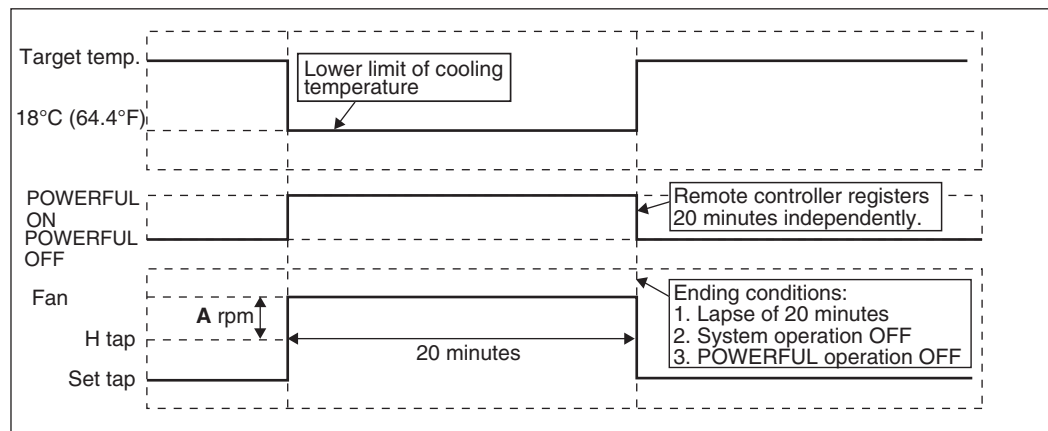 Target temp.
Lower limit of cooling
temperature
18°C (64.4°F)
POWERFUL
ON
POWERFUL
OFF
Remote controller registers
20 minutes independently.
Fan
A rpm
H tap
20 minutes
Set tap
Ending conditions:
1. Lapse of 20 minutes
2. System operation OFF
3. POWERFUL operation OFF